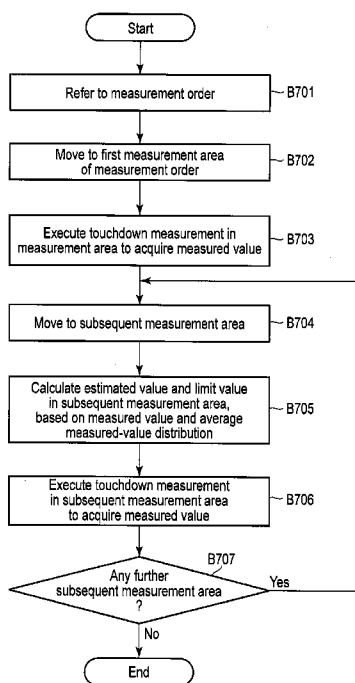 Start
Refer to measurement order
B701
Move to first measurement area
of measurement order
B702
Execute touchdown measurement in
measurement area to acquire measured value
B703
Move to subsequent measurement area
B704
Calculate estimated value and limit value
in subsequent measurement area,
based on measured value and average
measured-value distribution
B705
Execute touchdown measurement
in subsequent measurement area
to acquire measured value
B706
B707
Any further
subsequent measurement area
?
Yes
No
End